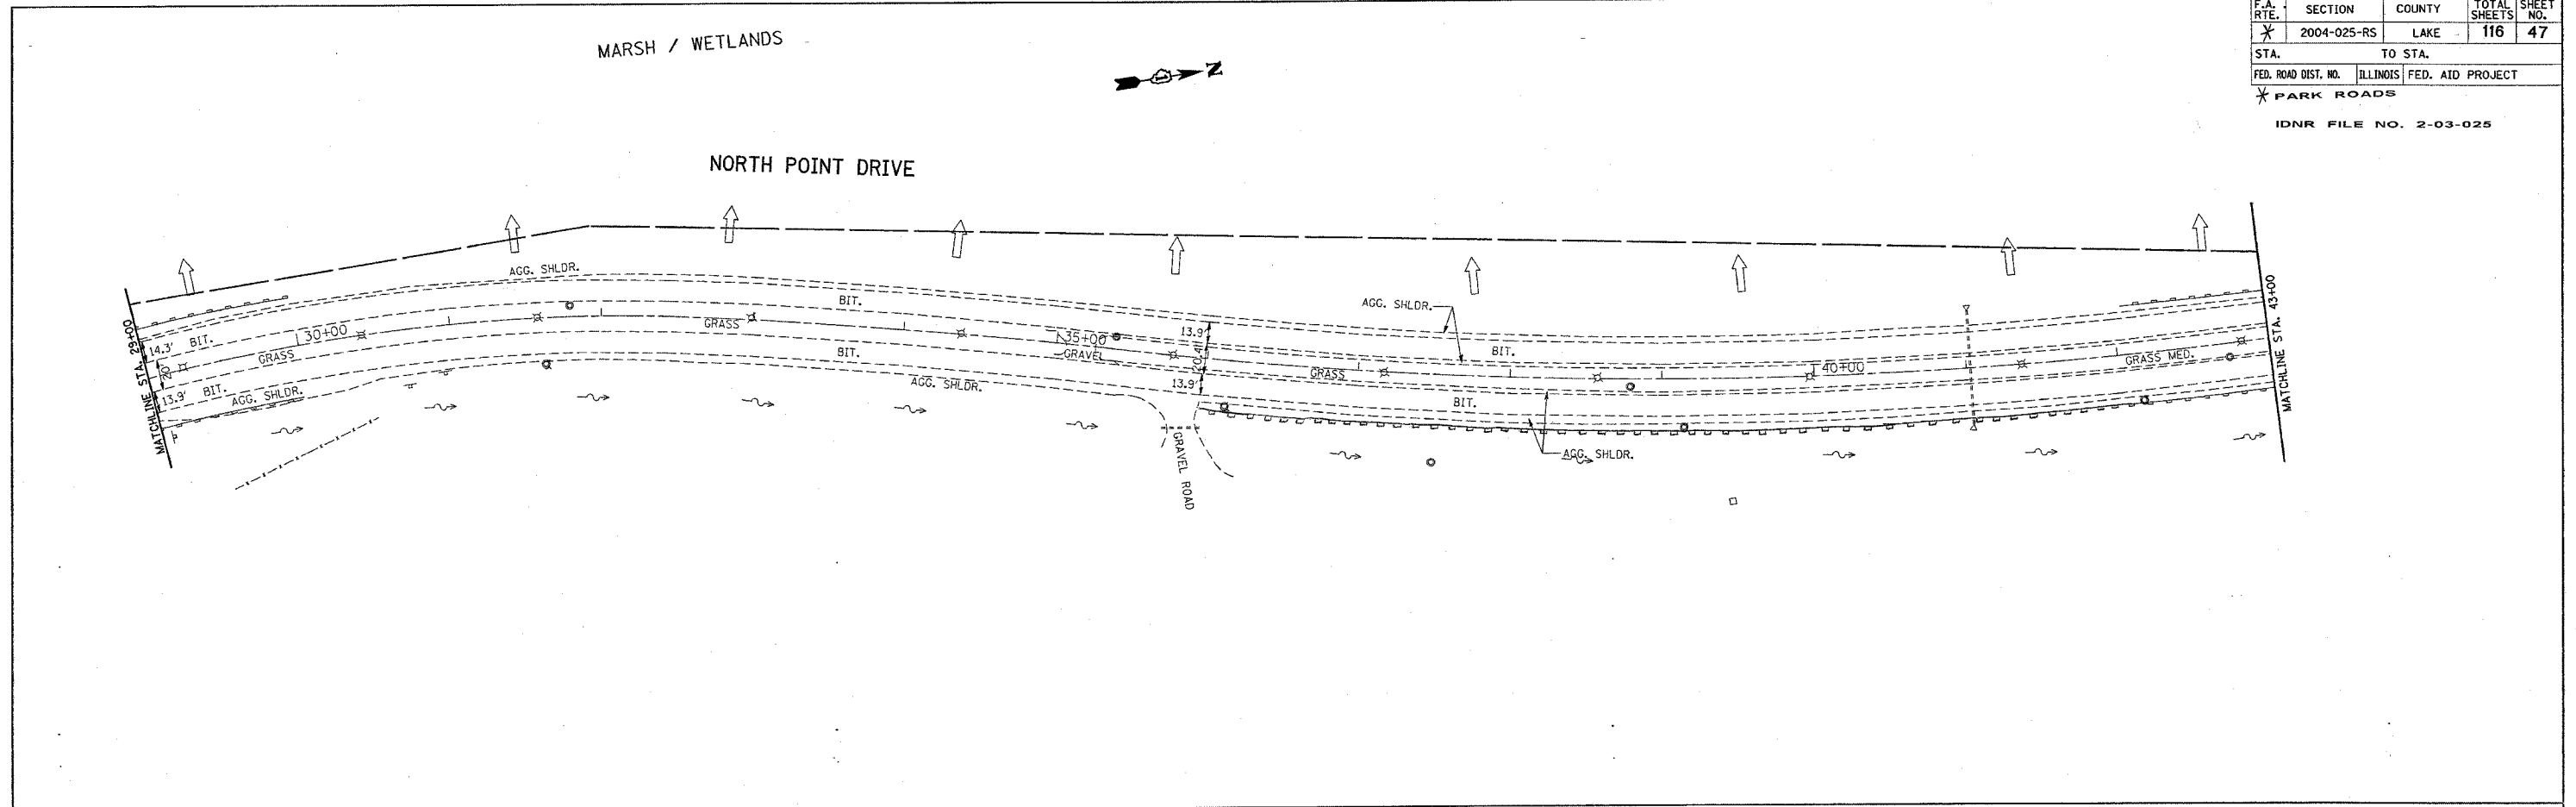 F.A. RTE. SECTION COUNTY TOTAL SHEETS SHEET NO.
* 2004-025-RS LAKE 116 47
STA. TO STA.
FED. ROAD DIST. NO. ILLINOIS FED. AID PROJECT
* PARK ROADS
IDNR FILE NO. 2-03-025
MARSH / WETLANDS
N
NORTH POINT DRIVE
MATCHLINE STA. 29+00
14.3'
20'
13.9'
BIT.
BIT.
AGG. SHLDR.
GRASS
30+00
AGG. SHLDR.
BIT.
GRASS
BIT.
AGG. SHLDR.
35+00
GRAVEL
13.9'
20.4'
13.9'
GRAVEL ROAD
AGG. SHLDR.
BIT.
GRASS
BIT.
AGG. SHLDR.
40+00
GRASS MED.
MATCHLINE STA. 43+00